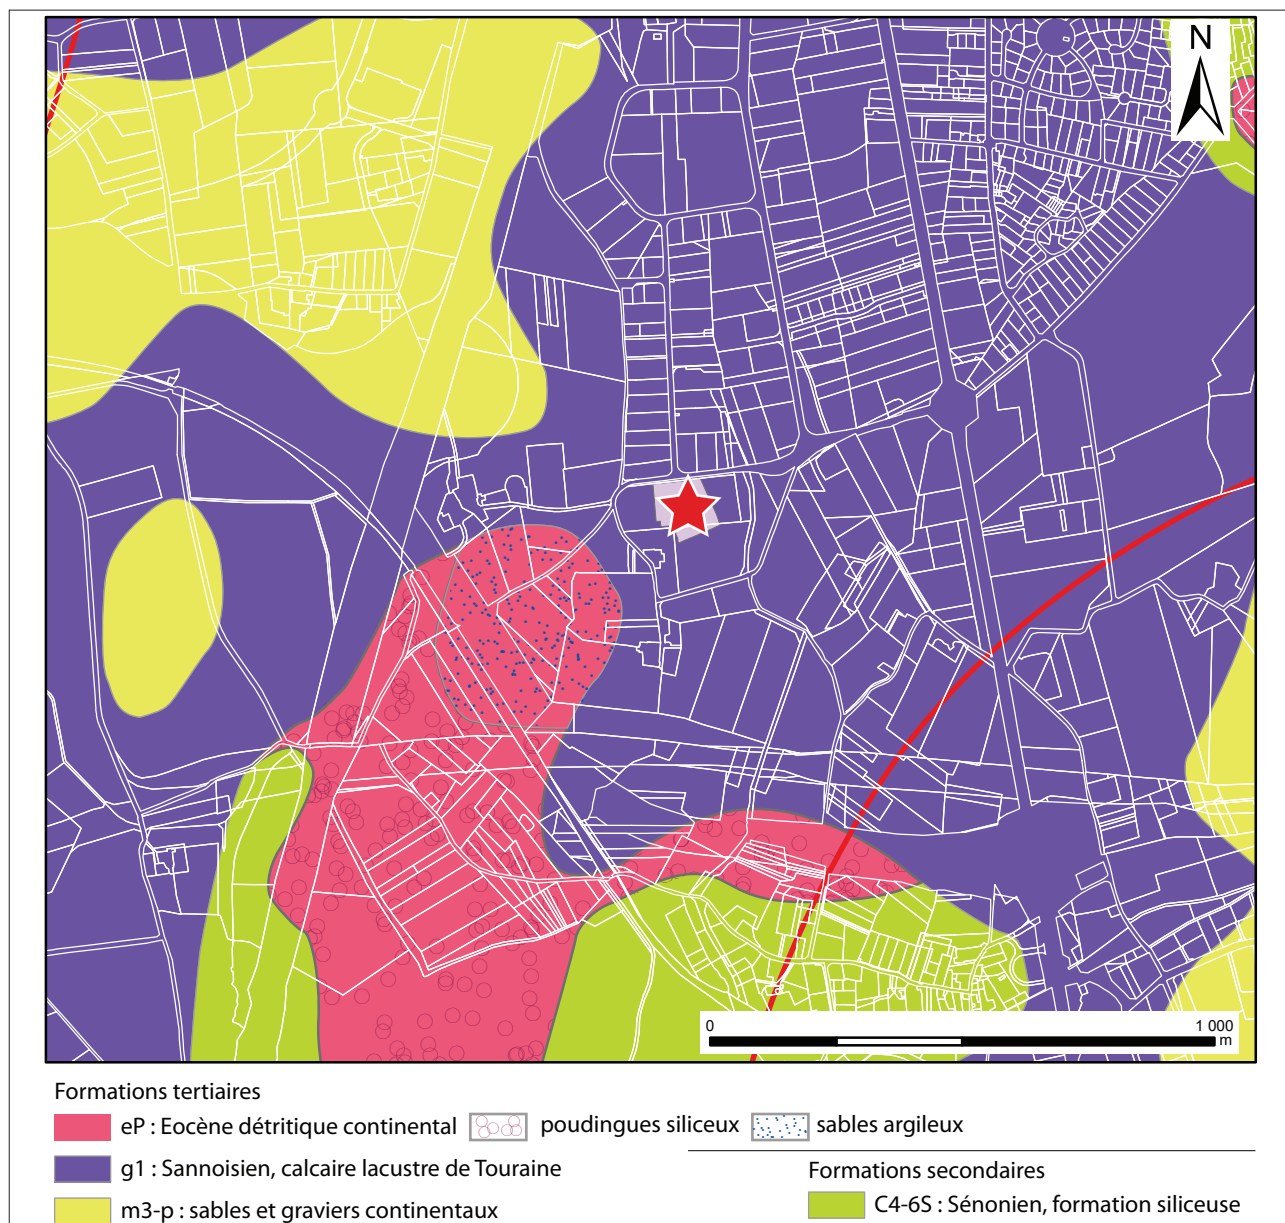 N
0 1 000
m
Formations tertiaires
eP : Eocène détritique continental poudingues siliceux sables argileux
g1 : Sannoisien, calcaire lacustre de Touraine
m3-p : sables et graviers continentaux
Formations secondaires
C4-6S : Sénonien, formation siliceuse